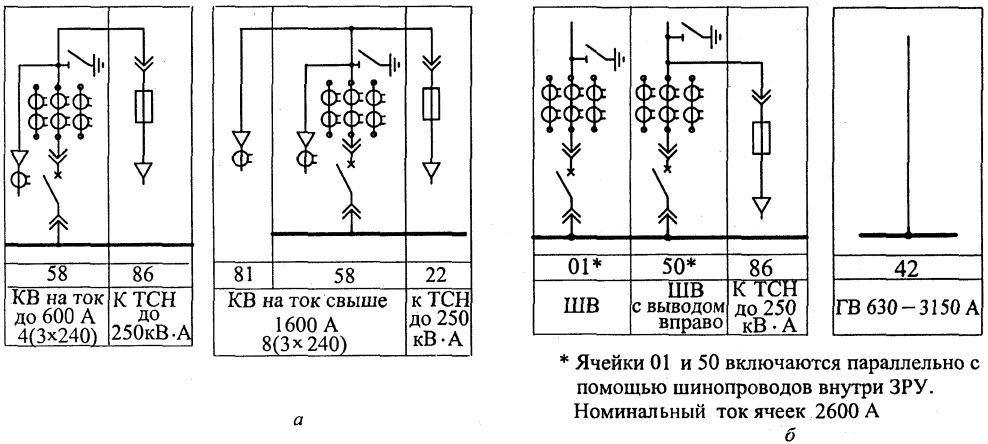 58
86
КВ на ток
до 600 А
4(3×240)
К ТСН
до
250кВ·А
81
58
22
КВ на ток свыше
1600 А
8(3×240)
к ТСН
до 250
кВ·А
01*
50*
86
ШВ
ШВ
с выводом
вправо
К ТСН
до 250
кВ·А
42
ГВ 630–3150 А
* Ячейки 01 и 50 включаются параллельно с
помощью шинопроводов внутри ЗРУ.
Номинальный ток ячеек 2600 А
а
б